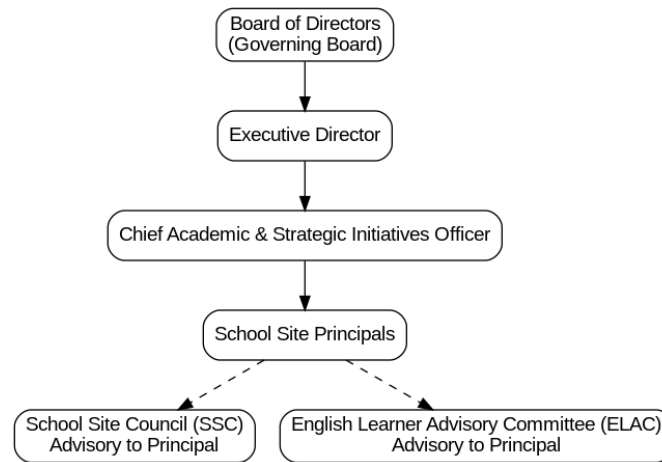 Board of Directors
(Governing Board)
Executive Director
Chief Academic & Strategic Initiatives Officer
School Site Principals
School Site Council (SSC)
Advisory to Principal
English Learner Advisory Committee (ELAC)
Advisory to Principal